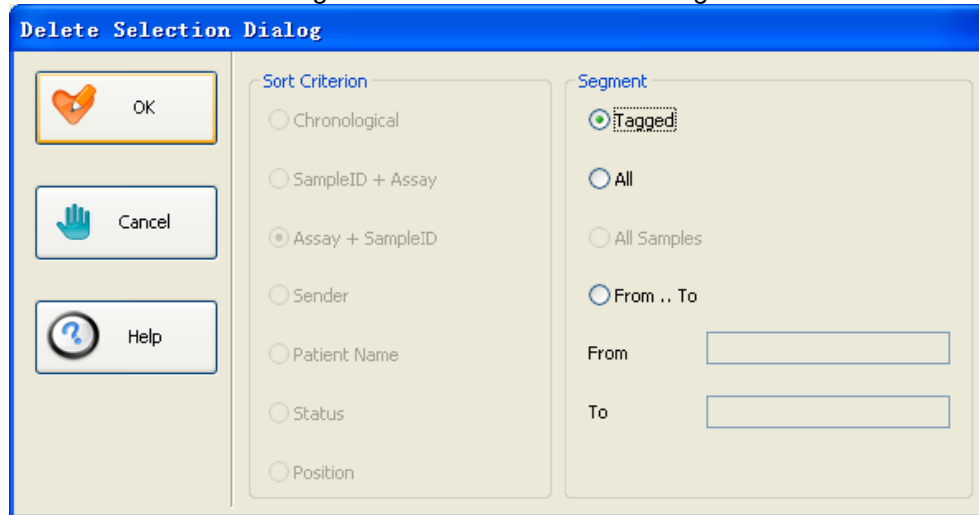 Delete Selection Dialog
OK
Cancel
Help
Sort Criterion
Chronological
SampleID + Assay
Assay + SampleID
Sender
Patient Name
Status
Position
Segment
Tagged
All
All Samples
From .. To
From
To